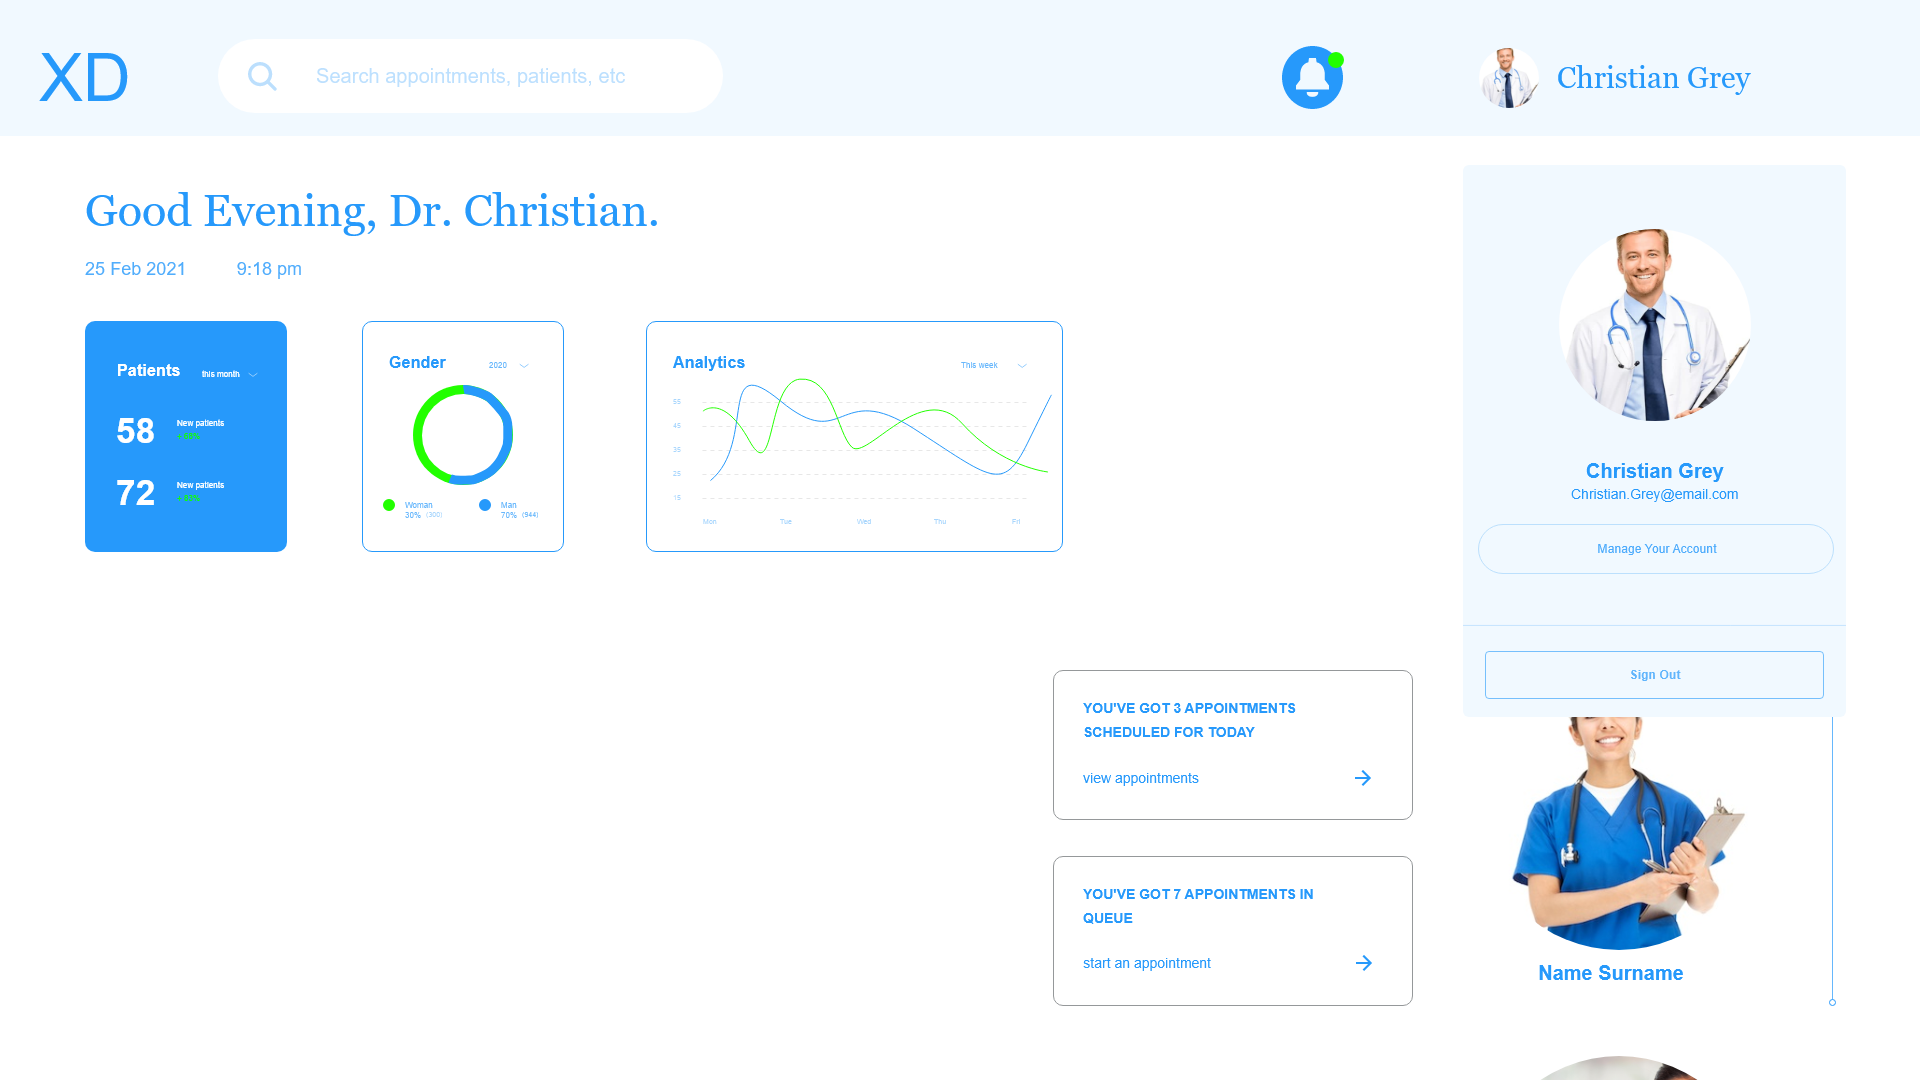 XD
Search appointments, patients, etc
Christian Grey
Good Evening, Dr. Christian.
25 Feb 2021
9:18 pm
Patients
this month
58
New patients
72
New patients
Gender
2020
Woman
30% (300)
Man
70% (944)
Analytics
This week
55
45
35
25
15
Mon
Tue
Wed
Thu
Fri
Christian Grey
Christian.Grey@email.com
Manage Your Account
Sign Out
YOU'VE GOT 3 APPOINTMENTS
SCHEDULED FOR TODAY
view appointments
YOU'VE GOT 7 APPOINTMENTS IN
QUEUE
start an appointment
Name Surname